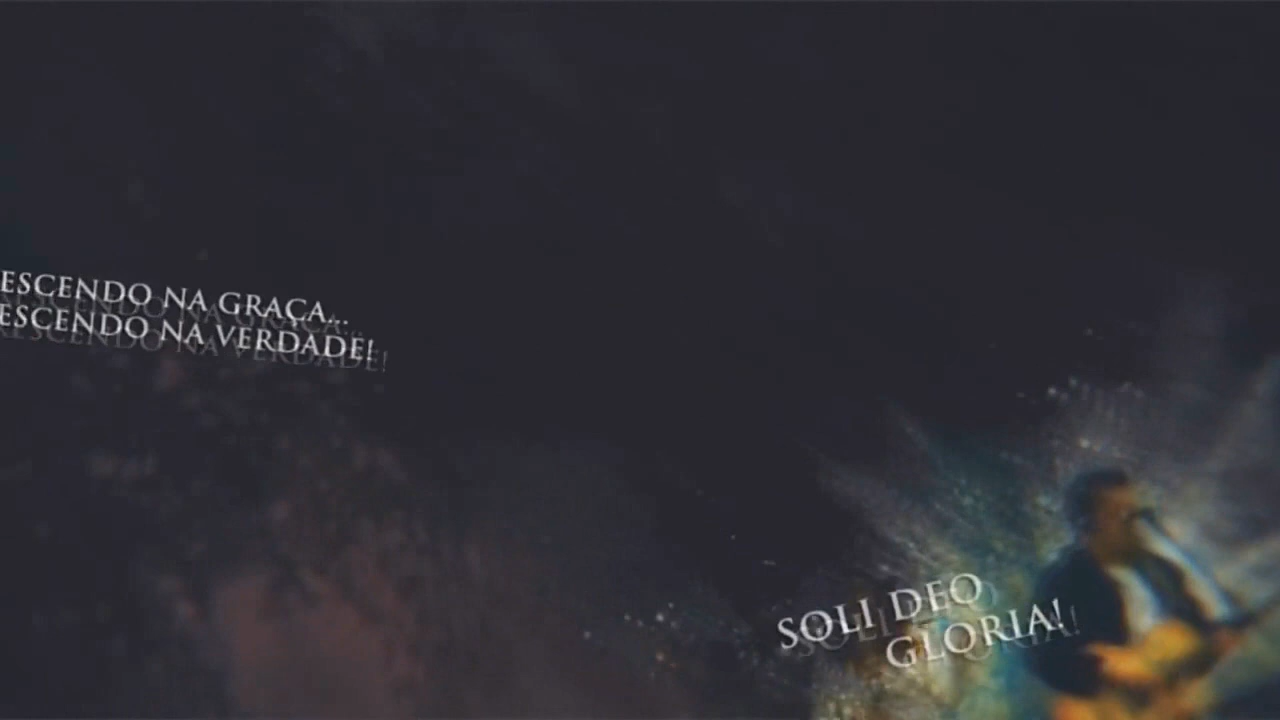 ESCENDO NA GRAÇA...
ESCENDO NA VERDADE!
SOLI DEO
GLORIA!